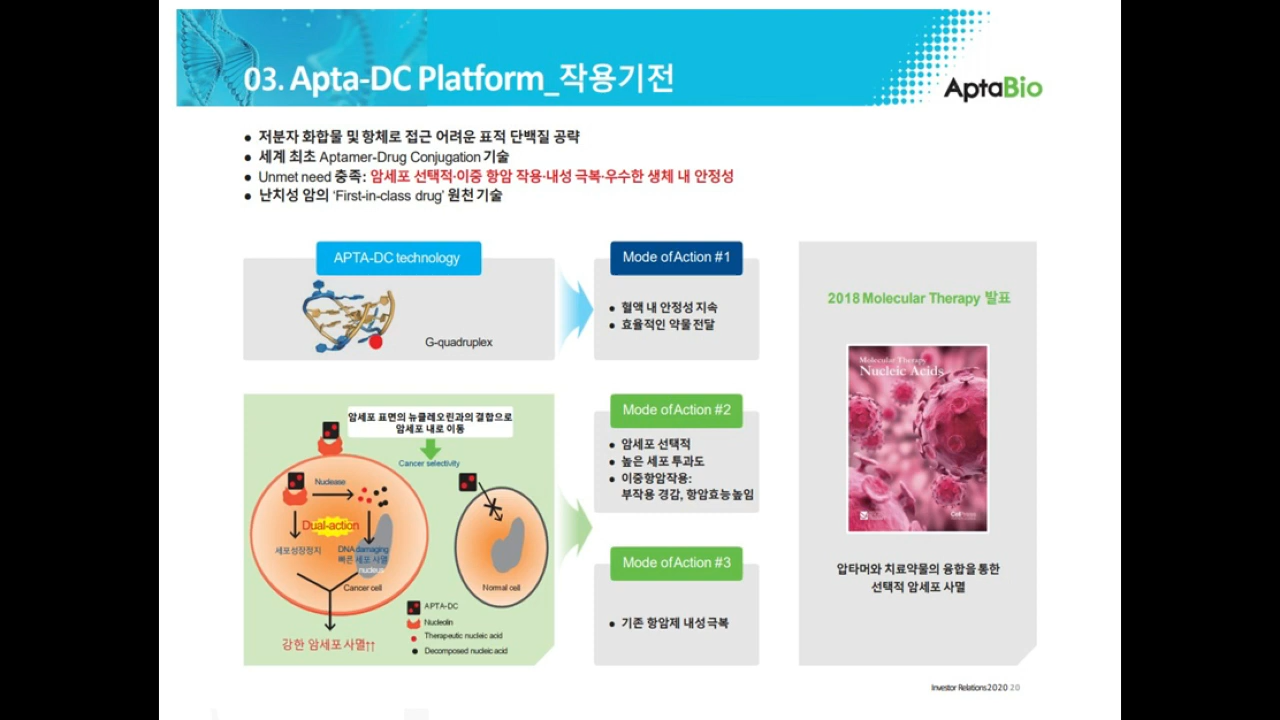 03. Apta-DC Platform_작용기전
AptaBio
● 저분자 화합물 및 항체로 접근 어려운 표적 단백질 공략
● 세계 최초 Aptamer-Drug Conjugation 기술
● Unmet need 충족: 암세포 선택적·이중 항암 작용·내성 극복·우수한 생체 내 안정성
● 난치성 암의 ‘First-in-class drug’ 원천 기술
APTA-DC technology
G-quadruplex
Mode of Action #1
● 혈액 내 안정성 지속
● 효율적인 약물 전달
암세포 표면의 뉴클레오린과의 결합으로
암세포 내로 이동
Cancer selectivity
Nuclease
Dual-action
세포성장정지
DNA damaging
빠른 세포 사멸
nucleus
Cancer cell
Normal cell
강한 암세포 사멸↑↑
APTA-DC
Nucleolin
Therapeutic nucleic acid
Decomposed nucleic acid
Mode of Action #2
● 암세포 선택적
● 높은 세포 투과도
● 이중항암작용:
부작용 경감, 항암효능높임
Mode of Action #3
● 기존 항암제 내성 극복
2018 Molecular Therapy 발표
Molecular Therapy
Nucleic Acids
CellPress
압타머와 치료약물의 융합을 통한
선택적 암세포 사멸
Investor Relations 2020 20